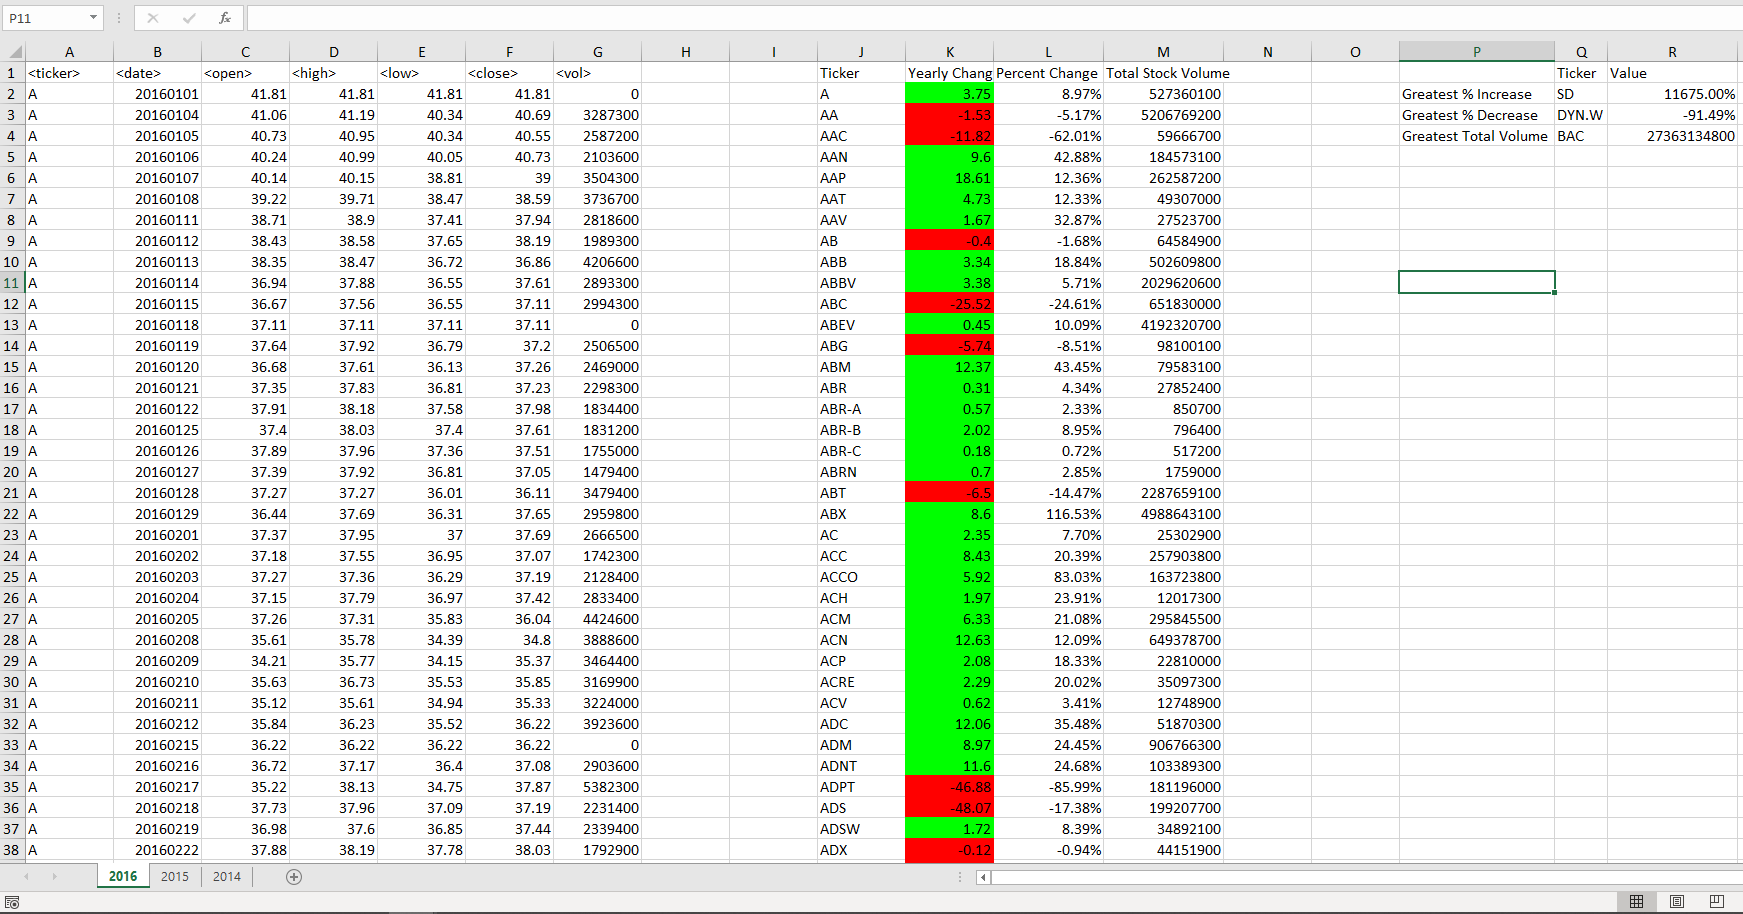 P11 fx
A B C D E F G H I J K L M N O P Q R
1 <ticker> <date> <open> <high> <low> <close> <vol> Ticker Yearly Chang Percent Change Total Stock Volume Ticker Value
2 A 20160101 41.81 41.81 41.81 41.81 0 A 3.75 8.97% 527360100 Greatest % Increase SD 11675.00%
3 A 20160104 41.06 41.19 40.34 40.69 3287300 AA -1.53 -5.17% 5206769200 Greatest % Decrease DYN.W -91.49%
4 A 20160105 40.73 40.95 40.34 40.55 2587200 AAC -11.82 -62.01% 59666700 Greatest Total Volume BAC 27363134800
5 A 20160106 40.24 40.99 40.05 40.73 2103600 AAN 9.6 42.88% 184573100
6 A 20160107 40.14 40.15 38.81 39 3504300 AAP 18.61 12.36% 262587200
7 A 20160108 39.22 39.71 38.47 38.59 3736700 AAT 4.73 12.33% 49307000
8 A 20160111 38.71 38.9 37.41 37.94 2818600 AAV 1.67 32.87% 27523700
9 A 20160112 38.43 38.58 37.65 38.19 1989300 AB -0.4 -1.68% 64584900
10 A 20160113 38.35 38.47 36.72 36.86 4206600 ABB 3.34 18.84% 502609800
11 A 20160114 36.94 37.88 36.55 37.61 2893300 ABBV 3.38 5.71% 2029620600
12 A 20160115 36.67 37.56 36.55 37.11 2994300 ABC -25.52 -24.61% 651830000
13 A 20160118 37.11 37.11 37.11 37.11 0 ABEV 0.45 10.09% 4192320700
14 A 20160119 37.64 37.92 36.79 37.2 2506500 ABG -5.74 -8.51% 98100100
15 A 20160120 36.68 37.61 36.13 37.26 2469000 ABM 12.37 43.45% 79583100
16 A 20160121 37.35 37.83 36.81 37.23 2298300 ABR 0.31 4.34% 27852400
17 A 20160122 37.91 38.18 37.58 37.98 1834400 ABR-A 0.57 2.33% 850700
18 A 20160125 37.4 38.03 37.4 37.61 1831200 ABR-B 2.02 8.95% 796400
19 A 20160126 37.89 37.96 37.36 37.51 1755000 ABR-C 0.18 0.72% 517200
20 A 20160127 37.39 37.92 36.81 37.05 1479400 ABRN 0.7 2.85% 1759000
21 A 20160128 37.27 37.27 36.01 36.11 3479400 ABT -6.5 -14.47% 2287659100
22 A 20160129 36.44 37.69 36.31 37.65 2959800 ABX 8.6 116.53% 4988643100
23 A 20160201 37.37 37.95 37 37.69 2666500 AC 2.35 7.70% 25302900
24 A 20160202 37.18 37.55 36.95 37.07 1742300 ACC 8.43 20.39% 257903800
25 A 20160203 37.27 37.36 36.29 37.19 2128400 ACCO 5.92 83.03% 163723800
26 A 20160204 37.15 37.79 36.97 37.42 2833400 ACH 1.97 23.91% 12017300
27 A 20160205 37.26 37.31 35.83 36.04 4424600 ACM 6.33 21.08% 295845500
28 A 20160208 35.61 35.78 34.39 34.8 3888600 ACN 12.63 12.09% 649378700
29 A 20160209 34.21 35.77 34.15 35.37 3464400 ACP 2.08 18.33% 22810000
30 A 20160210 35.63 36.73 35.53 35.85 3169900 ACRE 2.29 20.02% 35097300
31 A 20160211 35.12 35.61 34.94 35.33 3224000 ACV 0.62 3.41% 12748900
32 A 20160212 35.84 36.23 35.52 36.22 3923600 ADC 12.06 35.48% 51870300
33 A 20160215 36.22 36.22 36.22 36.22 0 ADM 8.97 24.45% 906766300
34 A 20160216 36.72 37.17 36.4 37.08 2903600 ADNT 11.6 24.68% 103389300
35 A 20160217 35.22 38.13 34.75 37.87 5382300 ADPT -46.88 -85.99% 181196000
36 A 20160218 37.73 37.96 37.09 37.19 2231400 ADS -48.07 -17.38% 199207700
37 A 20160219 36.98 37.6 36.85 37.44 2339400 ADSW 1.72 8.39% 34892100
38 A 20160222 37.88 38.19 37.78 38.03 1792900 ADX -0.12 -0.94% 44151900
2016 2015 2014